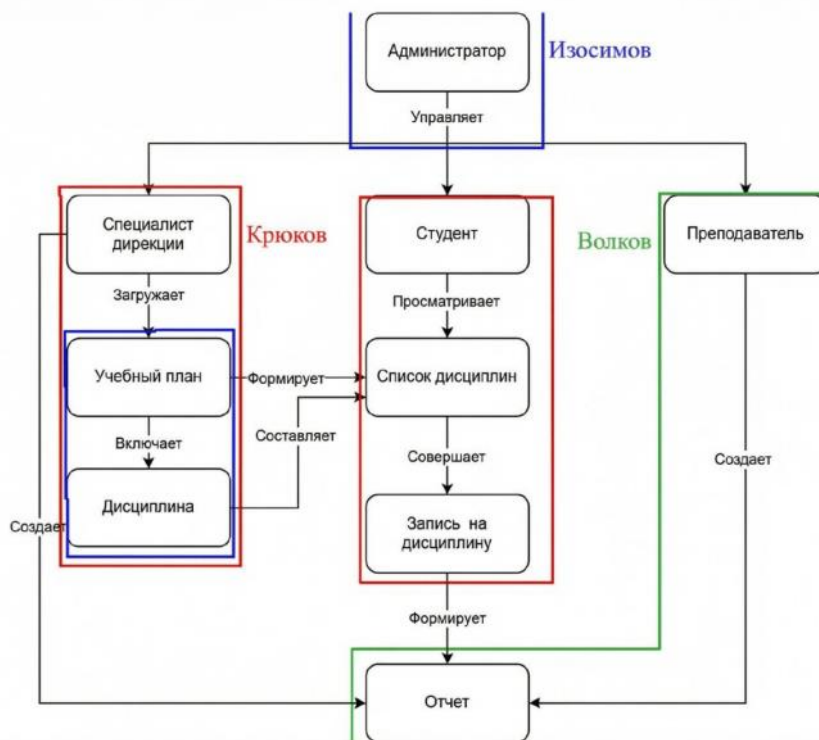 Администратор
Изосимов
Управляет
Специалист
дирекции
Крюков
Студент
Волков
Преподаватель
Загружает
Просматривает
Учебный план
Формирует
Список дисциплин
Включает
Составляет
Совершает
Создает
Дисциплина
Запись на
дисциплину
Создает
Формирует
Отчет